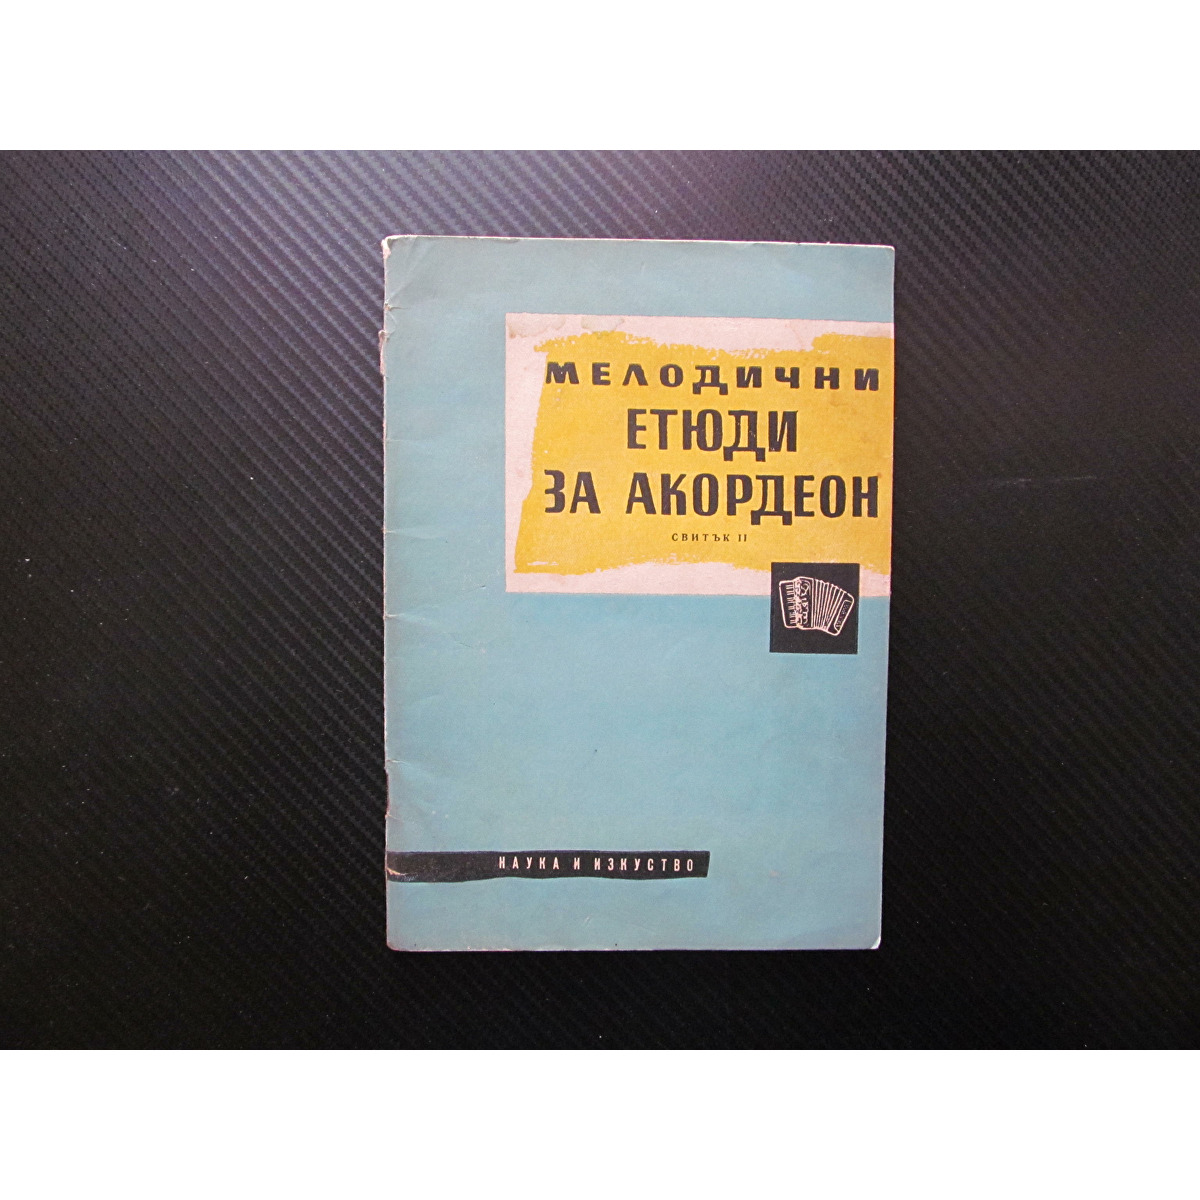 МЕЛОДИЧНИ
ЕТЮДИ
ЗА АКОРДЕОН
СВИТЪК II
НАУКА И ИЗКУСТВО